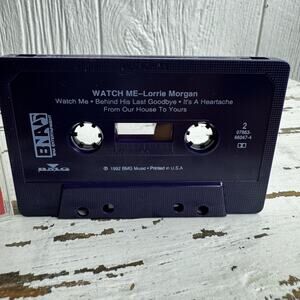 WATCH ME–Lorrie Morgan
Watch Me • Behind His Last Goodbye • It's A Heartache
From Our House To Yours
BNA
2
07863-
66047-4
BMG
℗ 1992 BMG Music • Printed in U.S.A